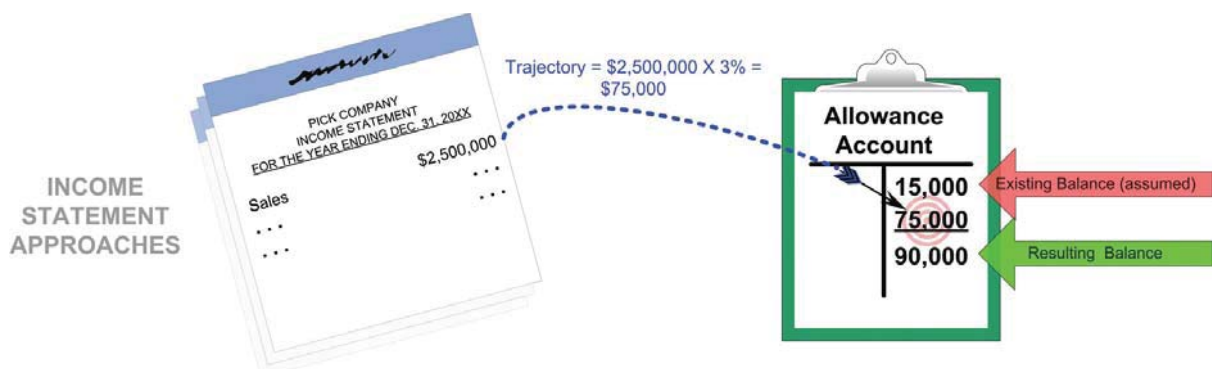 INCOME
STATEMENT
APPROACHES
PICK COMPANY
INCOME STATEMENT
FOR THE YEAR ENDING DEC. 31, 20XX
Sales $2,500,000
. . . . . .
. . . . . .
Trajectory = $2,500,000 X 3% =
$75,000
Allowance
Account
15,000
75,000
90,000
Existing Balance (assumed)
Resulting Balance